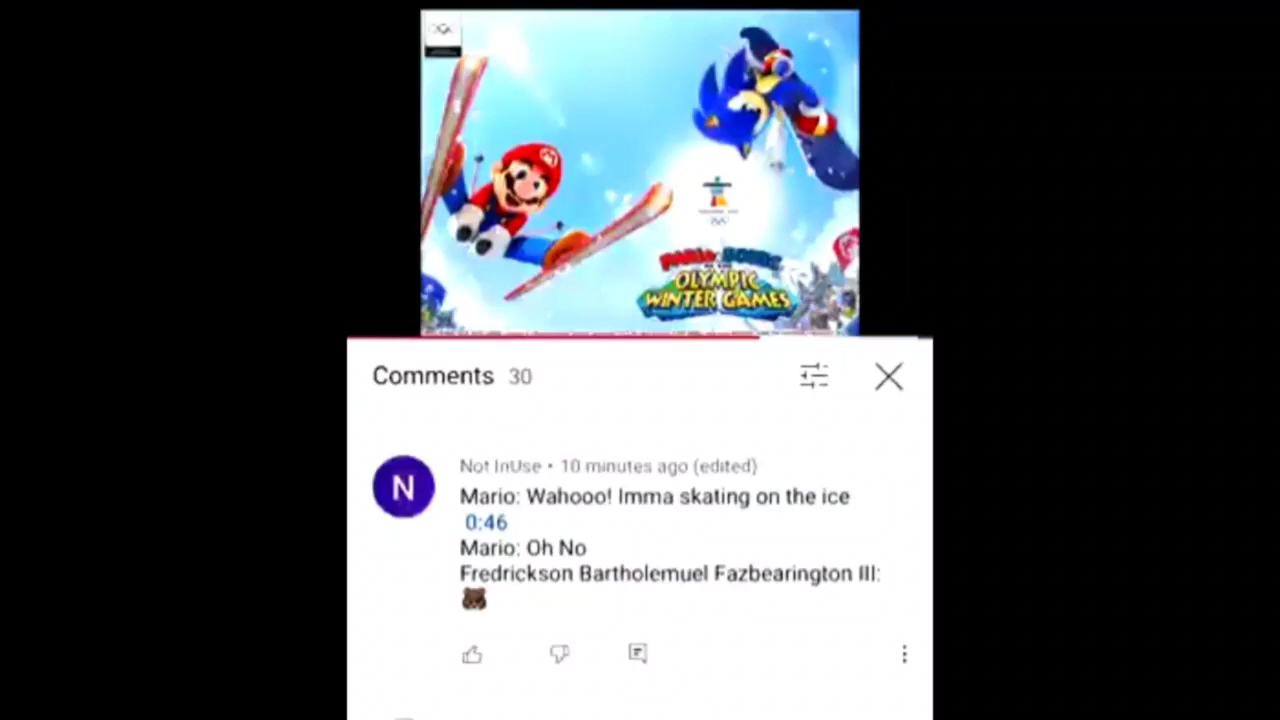 OLYMPIC
WINTER GAMES
Comments 30
N
Not InUse • 10 minutes ago (edited)
Mario: Wahooo! Imma skating on the ice
0:46
Mario: Oh No
Fredrickson Bartholemuel Fazbearington III:
🐻